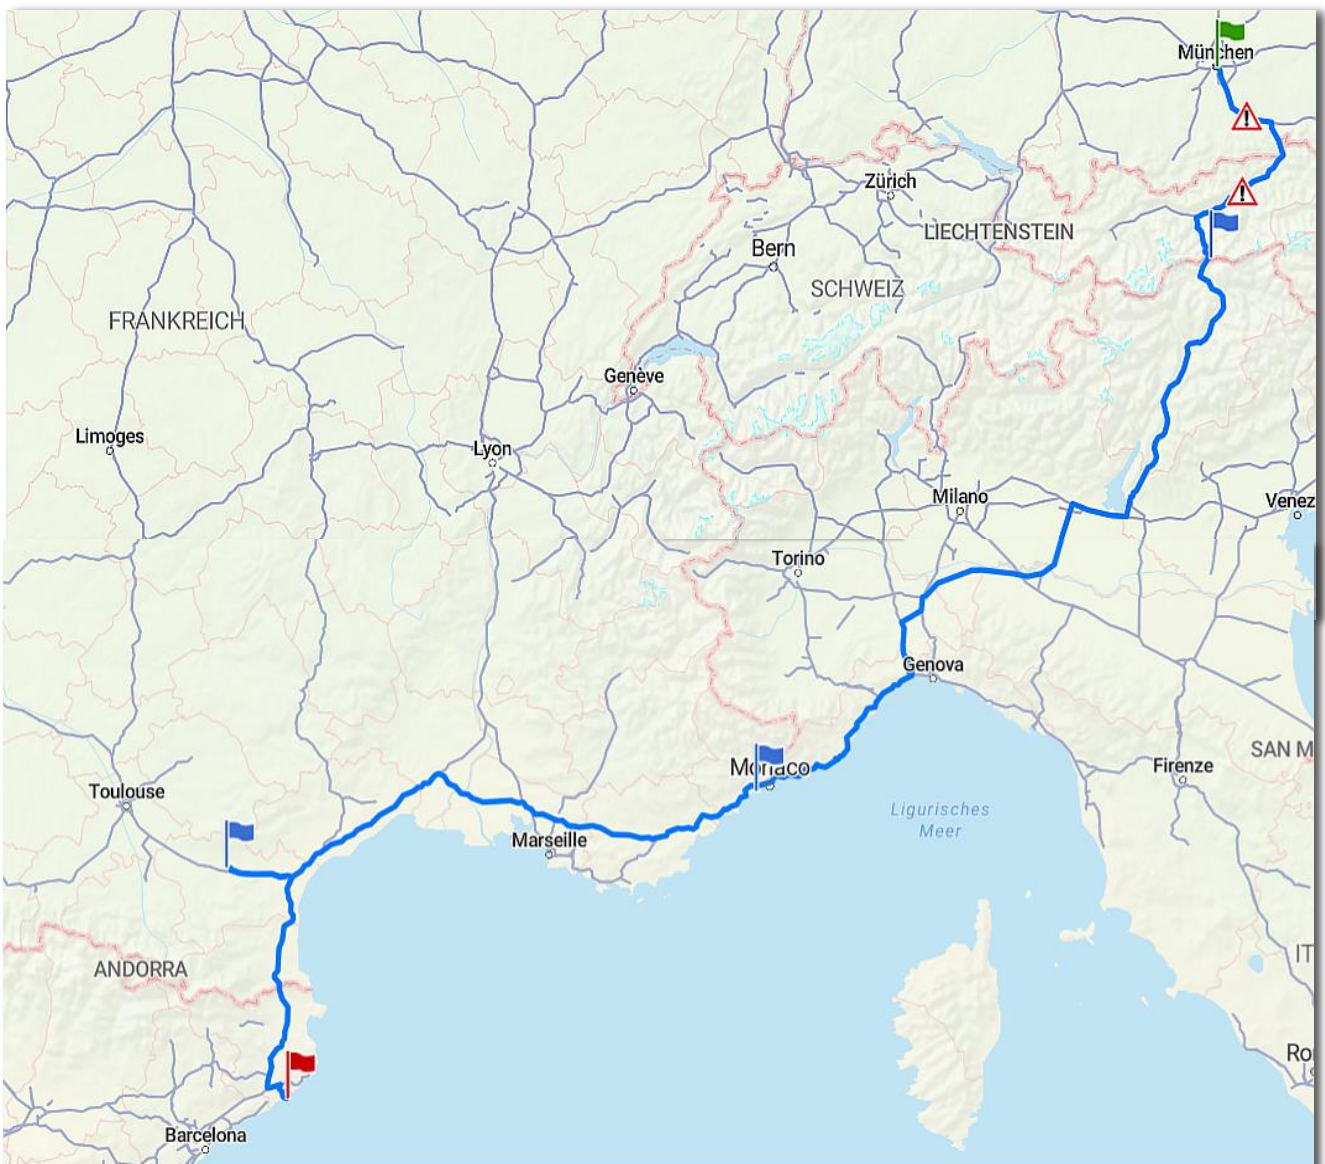 München
Zürich
LIECHTENSTEIN
Bern
SCHWEIZ
FRANKREICH
Genève
Limoges
Lyon
Milano
Venez
Torino
Genova
SAN M
Monaco
Firenze
Toulouse
Ligurisches
Meer
Marseille
IT
ANDORRA
Ro
Barcelona